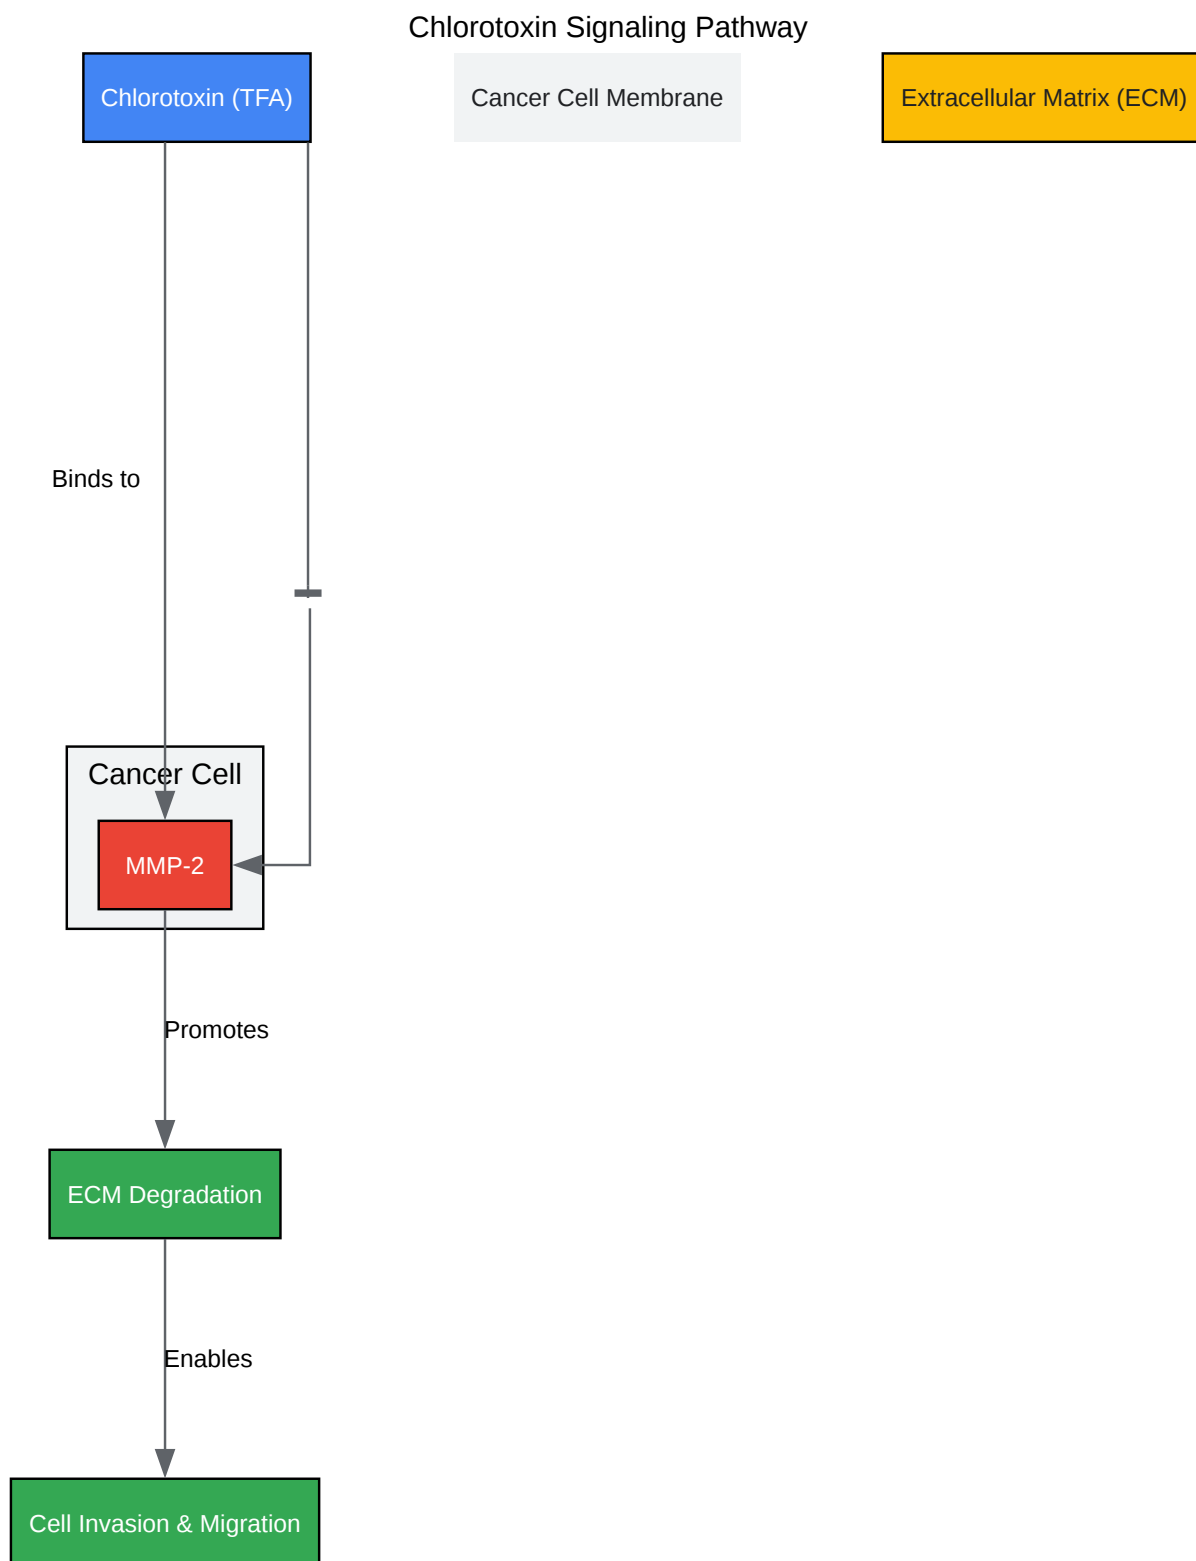 Chlorotoxin Signaling Pathway
Chlorotoxin (TFA)
Cancer Cell Membrane
Extracellular Matrix (ECM)
Binds to
Cancer Cell
MMP-2
Promotes
ECM Degradation
Enables
Cell Invasion & Migration